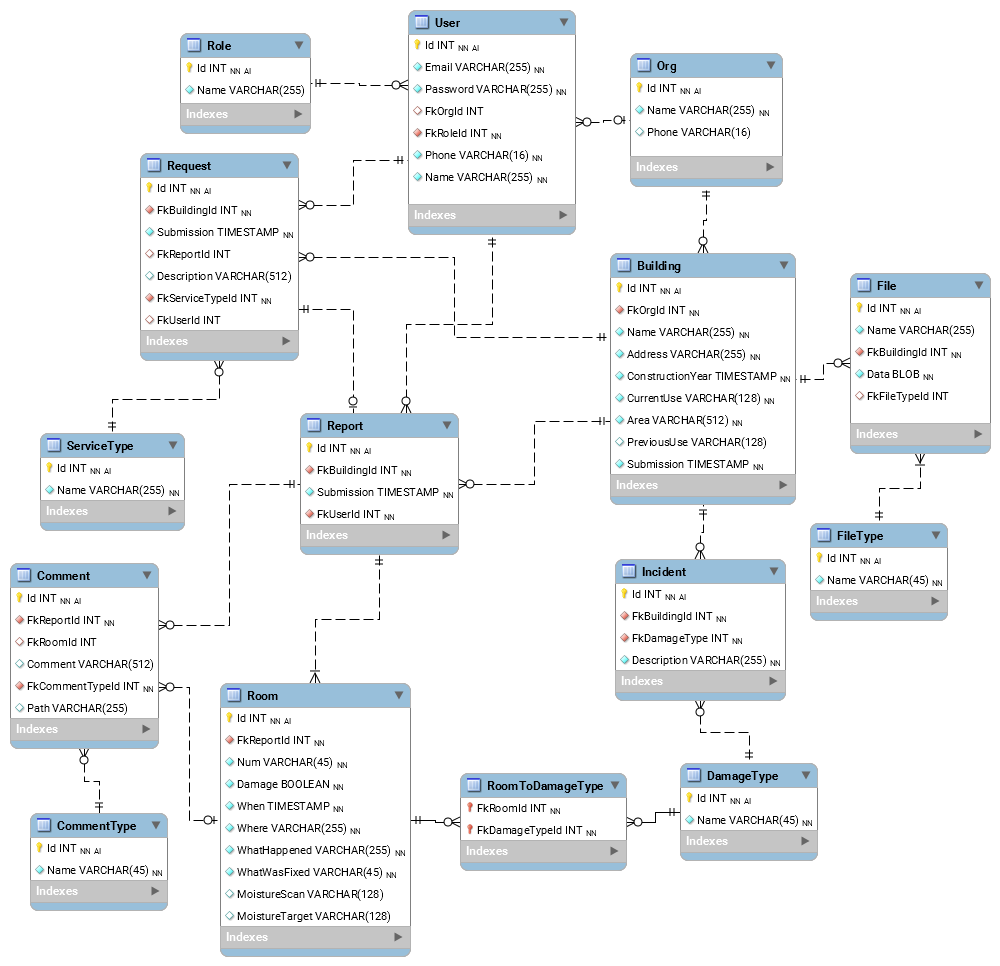 Role
Id INT NN AI
Name VARCHAR(255)
Indexes
User
Id INT NN AI
Email VARCHAR(255) NN
Password VARCHAR(255) NN
FkOrgId INT
FkRoleId INT NN
Phone VARCHAR(16) NN
Name VARCHAR(255) NN
Indexes
Org
Id INT NN AI
Name VARCHAR(255) NN
Phone VARCHAR(16)
Indexes
Request
Id INT NN AI
FkBuildingId INT NN
Submission TIMESTAMP NN
FkReportId INT
Description VARCHAR(512)
FkServiceTypeId INT NN
FkUserId INT
Indexes
Building
Id INT NN AI
FkOrgId INT NN
Name VARCHAR(255) NN
Address VARCHAR(255) NN
ConstructionYear TIMESTAMP NN
CurrentUse VARCHAR(128) NN
Area VARCHAR(512) NN
PreviousUse VARCHAR(128)
Submission TIMESTAMP NN
Indexes
File
Id INT NN AI
Name VARCHAR(255)
FkBuildingId INT NN
Data BLOB NN
FkFileTypeId INT
Indexes
ServiceType
Id INT NN AI
Name VARCHAR(255) NN
Indexes
Report
Id INT NN AI
FkBuildingId INT NN
Submission TIMESTAMP NN
FkUserId INT NN
Indexes
FileType
Id INT NN AI
Name VARCHAR(45) NN
Indexes
Comment
Id INT NN AI
FkReportId INT NN
FkRoomId INT
Comment VARCHAR(512)
FkCommentTypeId INT NN
Path VARCHAR(255)
Indexes
Incident
Id INT NN AI
FkBuildingId INT NN
FkDamageType INT NN
Description VARCHAR(255) NN
Indexes
Room
Id INT NN AI
FkReportId INT NN
Num VARCHAR(45) NN
Damage BOOLEAN NN
When TIMESTAMP NN
Where VARCHAR(255) NN
WhatHappened VARCHAR(255) NN
WhatWasFixed VARCHAR(45) NN
MoistureScan VARCHAR(128)
MoistureTarget VARCHAR(128)
Indexes
RoomToDamageType
FkRoomId INT NN
FkDamageTypeId INT NN
Indexes
DamageType
Id INT NN AI
Name VARCHAR(45) NN
Indexes
CommentType
Id INT NN AI
Name VARCHAR(45) NN
Indexes